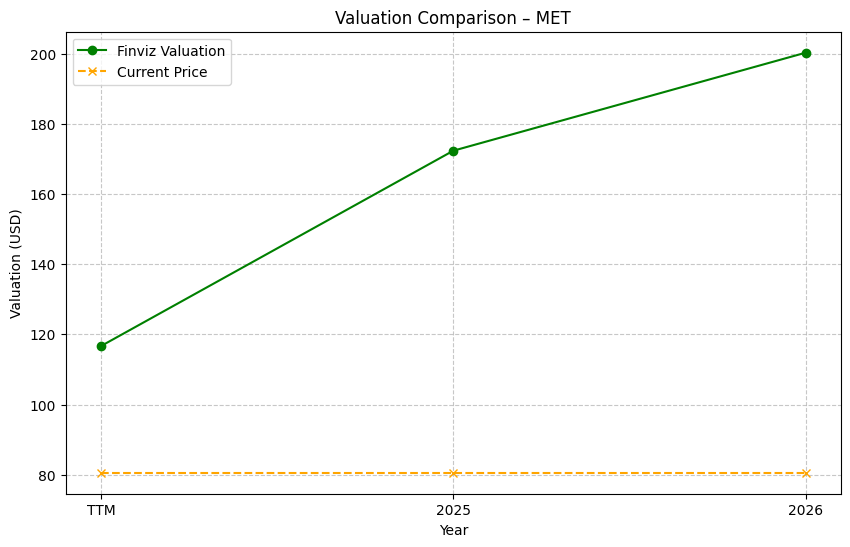 Valuation Comparison – MET
Finviz Valuation
Current Price
200
180
160
140
120
100
80
Valuation (USD)
TTM
2025
2026
Year